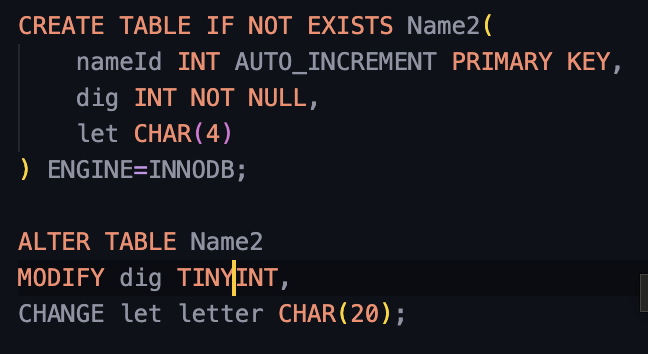 CREATE TABLE IF NOT EXISTS Name2(
    nameId INT AUTO_INCREMENT PRIMARY KEY,
    dig INT NOT NULL,
    let CHAR(4)
) ENGINE=INNODB;

ALTER TABLE Name2
MODIFY dig TINYINT,
CHANGE let letter CHAR(20);